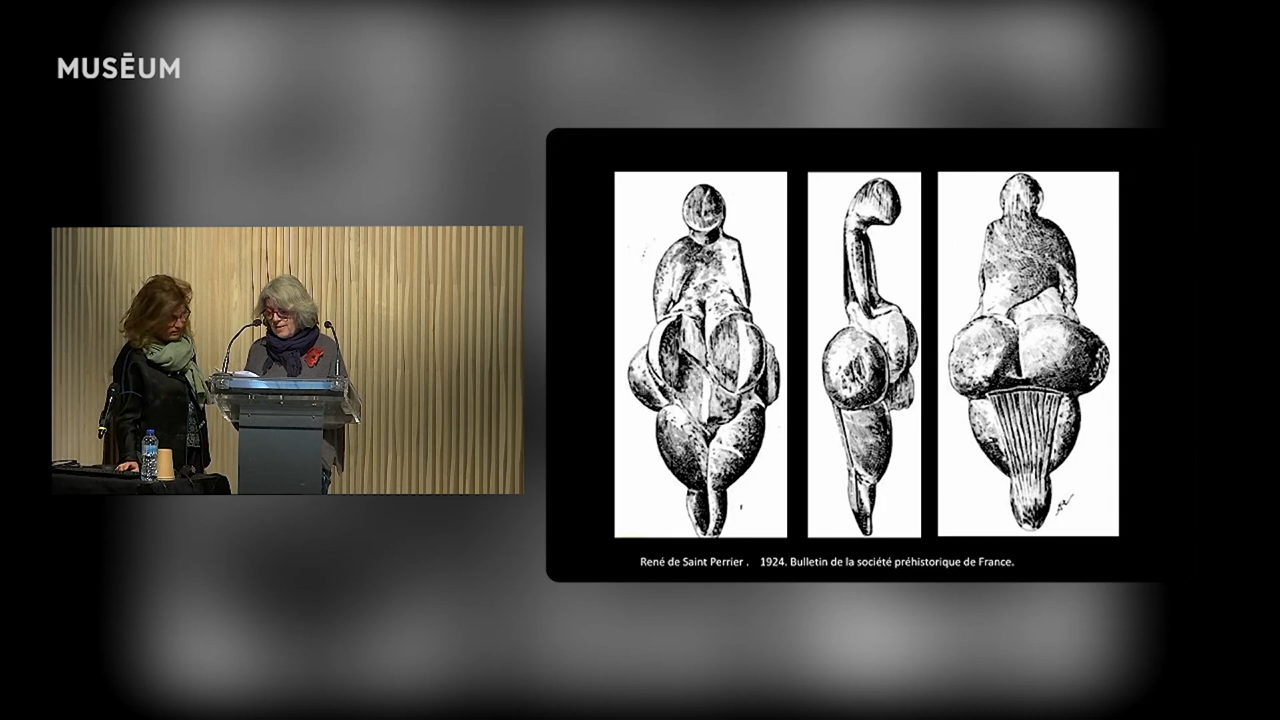 MUSĒUM
René de Saint Perrier . 1924. Bulletin de la société préhistorique de France.